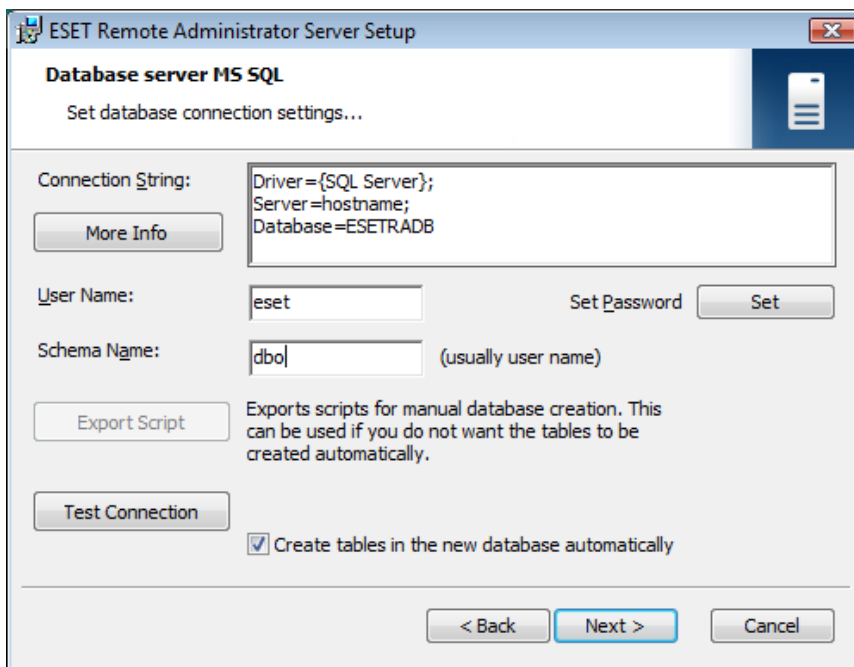 ESET Remote Administrator Server Setup
Database server MS SQL
Set database connection settings...
Connection String:
Driver={SQL Server};
Server=hostname;
Database=ESETRADB
More Info
User Name:
eset
Set Password
Set
Schema Name:
dbo
(usually user name)
Export Script
Exports scripts for manual database creation. This
can be used if you do not want the tables to be
created automatically.
Test Connection
Create tables in the new database automatically
< Back
Next >
Cancel